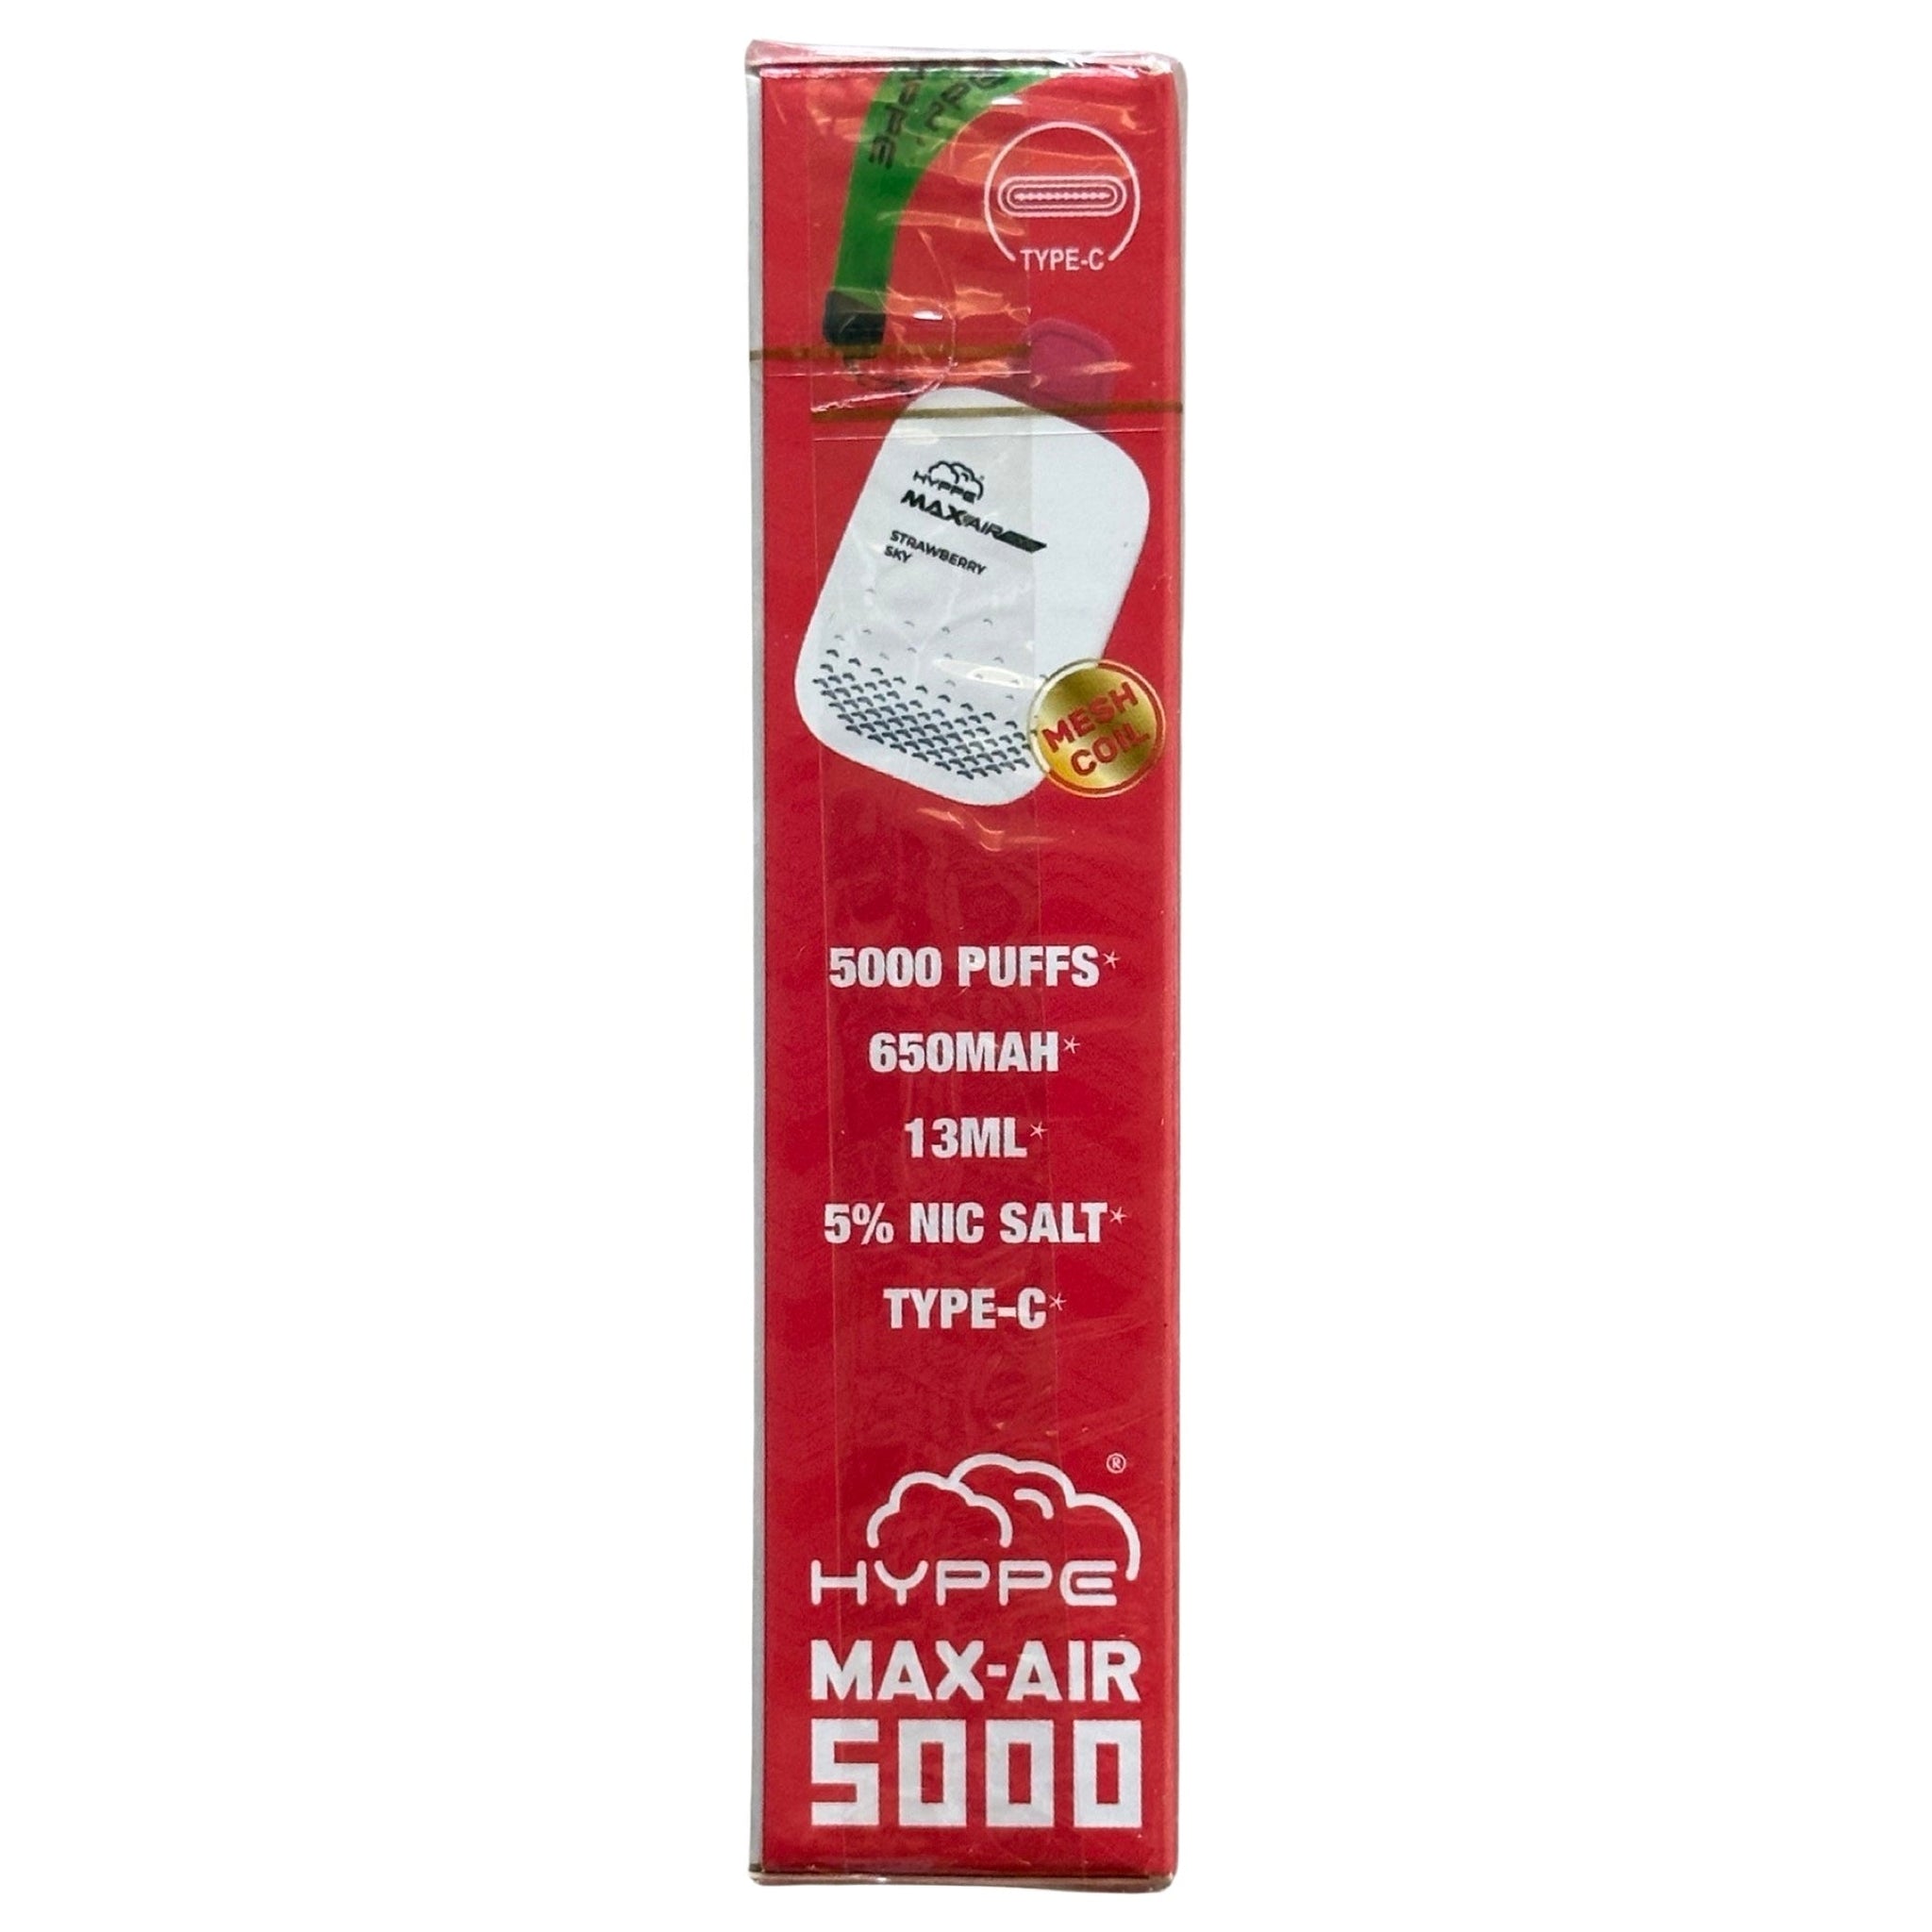 HYPPE
TYPE-C
HYPPE
MAX-AIR
STRAWBERRY
SKY
MESH
COIL
5000 PUFFS*
650MAH*
13ML*
5% NIC SALT*
TYPE-C*
®
HYPPE
MAX-AIR
5000